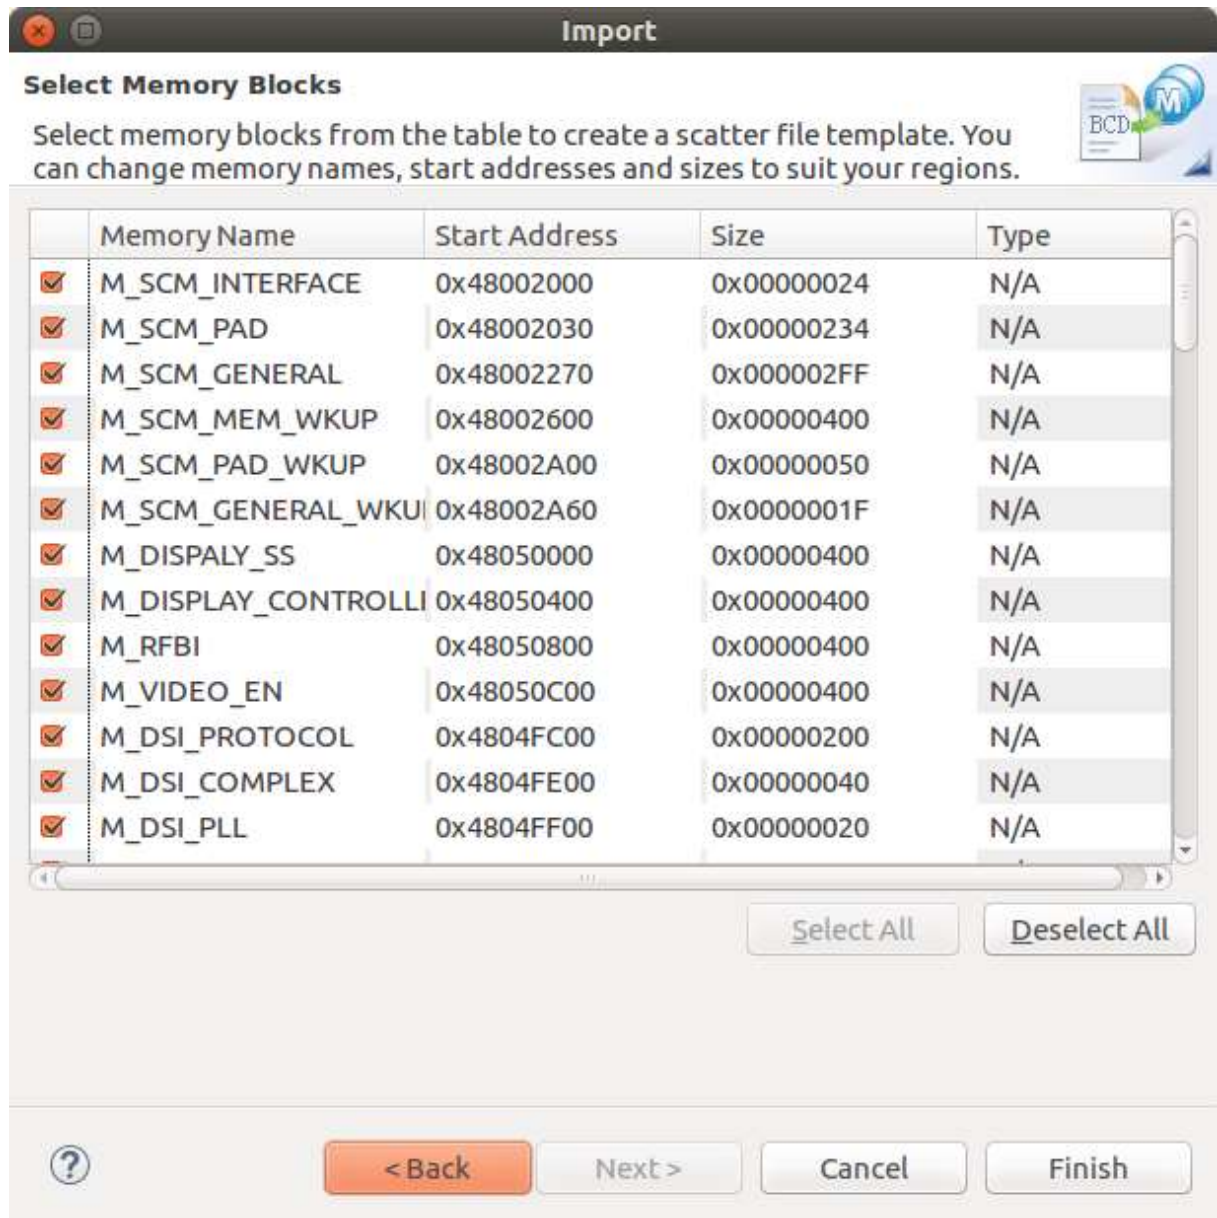 Import
Select Memory Blocks
Select memory blocks from the table to create a scatter file template. You
can change memory names, start addresses and sizes to suit your regions.
BCD M
Memory Name Start Address Size Type
M_SCM_INTERFACE 0x48002000 0x00000024 N/A
M_SCM_PAD 0x48002030 0x00000234 N/A
M_SCM_GENERAL 0x48002270 0x000002FF N/A
M_SCM_MEM_WKUP 0x48002600 0x00000400 N/A
M_SCM_PAD_WKUP 0x48002A00 0x00000050 N/A
M_SCM_GENERAL_WKU 0x48002A60 0x0000001F N/A
M_DISPALY_SS 0x48050000 0x00000400 N/A
M_DISPLAY_CONTROLL 0x48050400 0x00000400 N/A
M_RFBI 0x48050800 0x00000400 N/A
M_VIDEO_EN 0x48050C00 0x00000400 N/A
M_DSI_PROTOCOL 0x4804FC00 0x00000200 N/A
M_DSI_COMPLEX 0x4804FE00 0x00000040 N/A
M_DSI_PLL 0x4804FF00 0x00000020 N/A
Select All Deselect All
? < Back Next > Cancel Finish